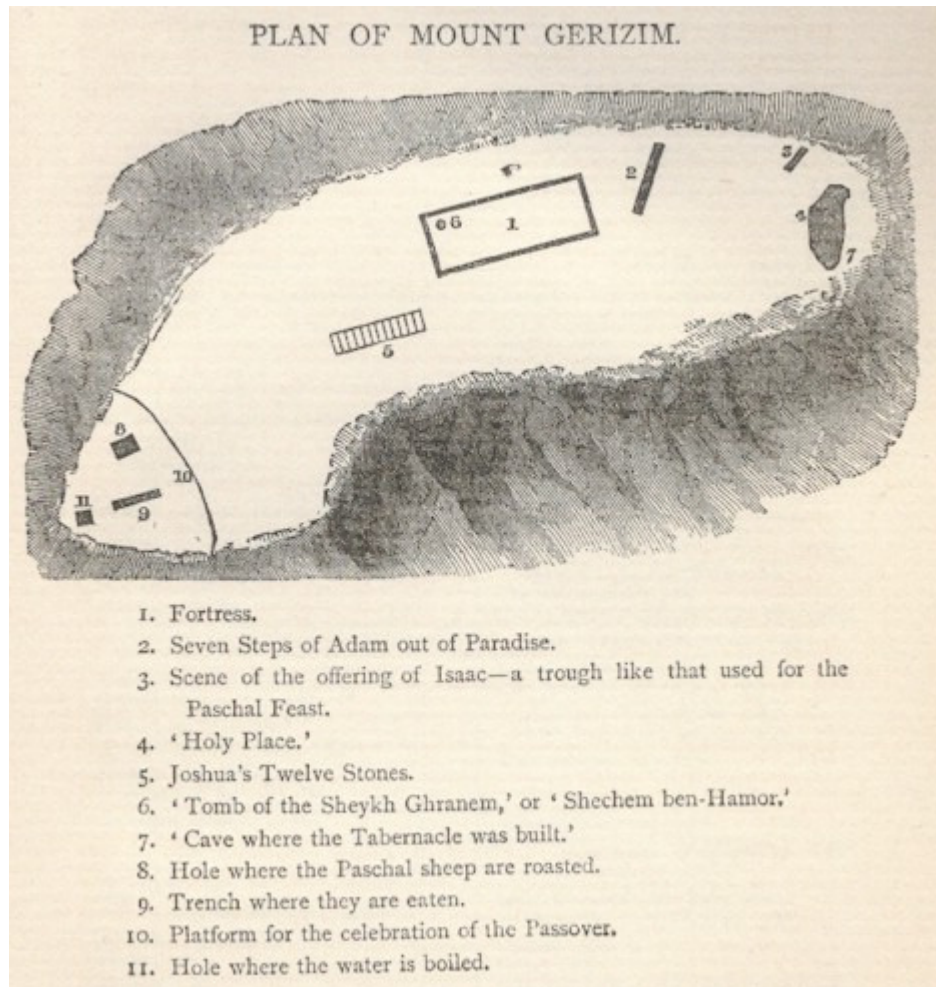 PLAN OF MOUNT GERIZIM.
2
3
6
1
4
7
5
8
10
11
9
1. Fortress.
2. Seven Steps of Adam out of Paradise.
3. Scene of the offering of Isaac—a trough like that used for the
Paschal Feast.
4. ‘Holy Place.’
5. Joshua's Twelve Stones.
6. ‘Tomb of the Sheykh Ghranem,’ or ‘Shechem ben-Hamor.’
7. ‘Cave where the Tabernacle was built.’
8. Hole where the Paschal sheep are roasted.
9. Trench where they are eaten.
10. Platform for the celebration of the Passover.
11. Hole where the water is boiled.